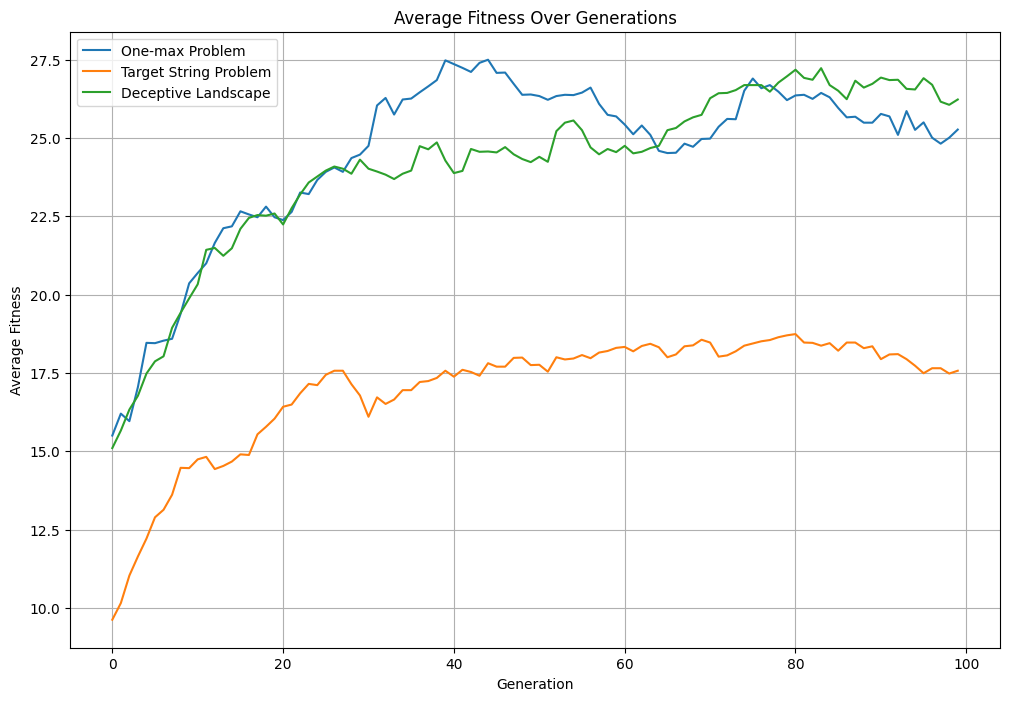 Average Fitness Over Generations
One-max Problem
Target String Problem
Deceptive Landscape
27.5
25.0
22.5
20.0
17.5
15.0
12.5
10.0
Average Fitness
0 20 40 60 80 100
Generation